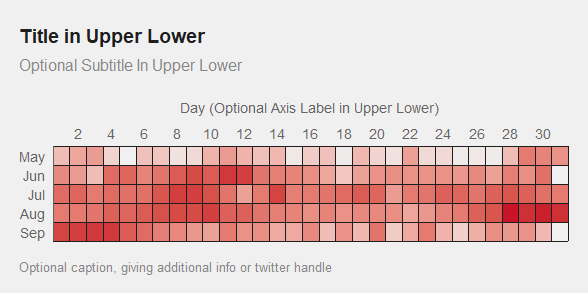 Title in Upper Lower
Optional Subtitle In Upper Lower
Day (Optional Axis Label in Upper Lower)
2 4 6 8 10 12 14 16 18 20 22 24 26 28 30
May
Jun
Jul
Aug
Sep
Optional caption, giving additional info or twitter handle